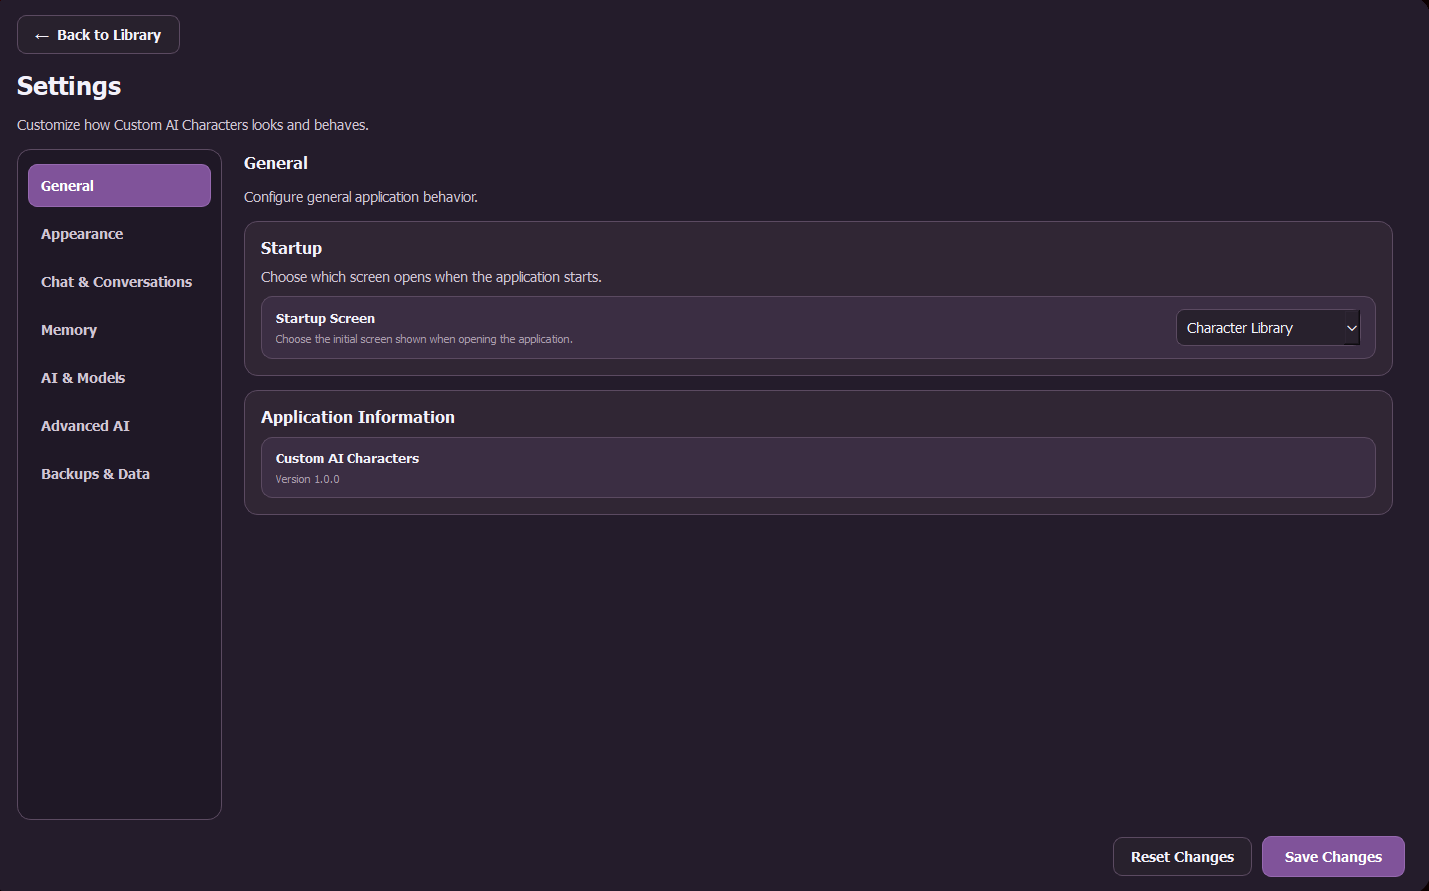 ← Back to Library
Settings
Customize how Custom AI Characters looks and behaves.
General
Appearance
Chat & Conversations
Memory
AI & Models
Advanced AI
Backups & Data
General
Configure general application behavior.
Startup
Choose which screen opens when the application starts.
Startup Screen
Choose the initial screen shown when opening the application.
Character Library
Application Information
Custom AI Characters
Version 1.0.0
Reset Changes
Save Changes